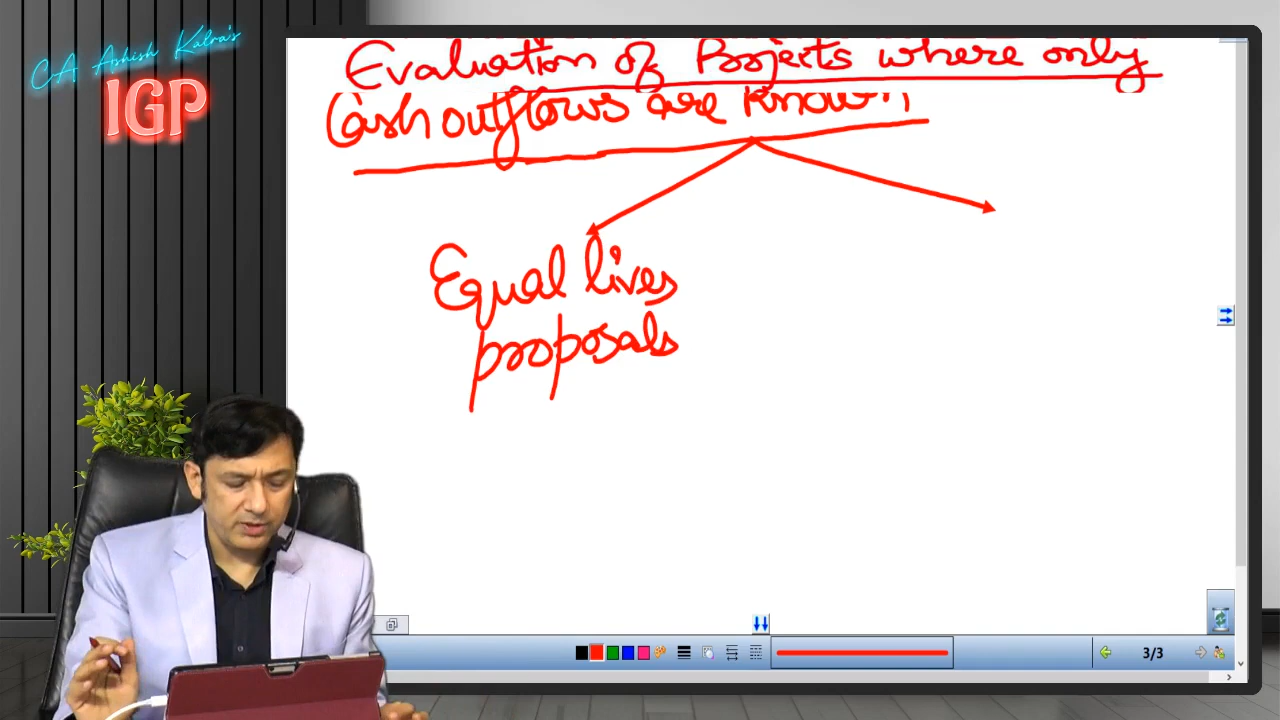 CA Ashish Kalra's
IGP
Evaluation of Projects where only
Cash outflows are known
Equal lives
proposals
3/3